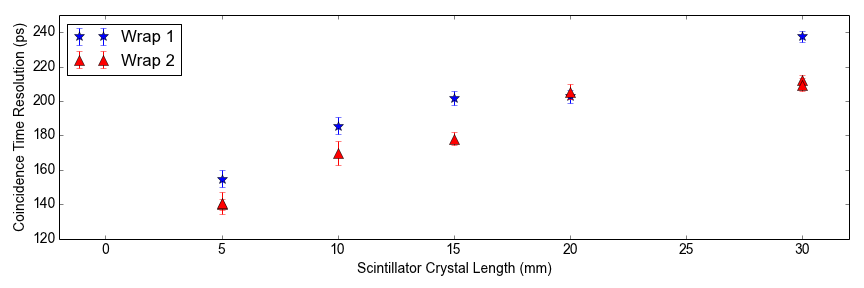 Coincidence Time Resolution (ps)
240
220
200
180
160
140
120
Wrap 1
Wrap 2
0 5 10 15 20 25 30
Scintillator Crystal Length (mm)